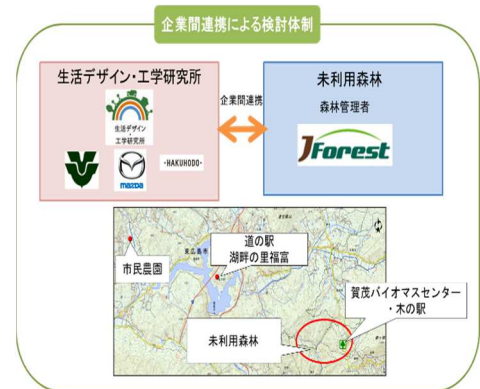 企業間連携による検討体制
生活デザイン・工学研究所
生活デザイン
・
工学研究所
mazda
・HAKUHODO・
企業間連携
未利用森林
森林管理者
JForest
市民農園
東広島市
道の駅
湖畔の里福富
賀茂バイオマスセンター
・木の駅
未利用森林